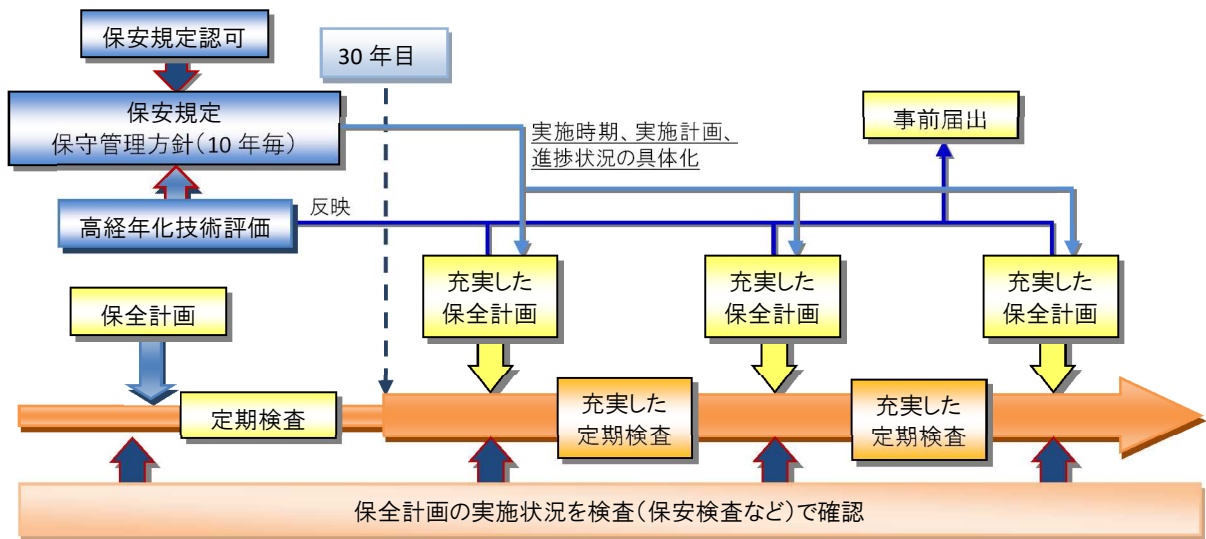 保安規定認可
30 年目
保安規定
保守管理方針(10 年毎)
事前届出
実施時期、実施計画、
進捗状況の具体化
反映
高経年化技術評価
保全計画
充実した
保全計画
充実した
保全計画
充実した
保全計画
定期検査
充実した
定期検査
充実した
定期検査
保全計画の実施状況を検査(保安検査など)で確認